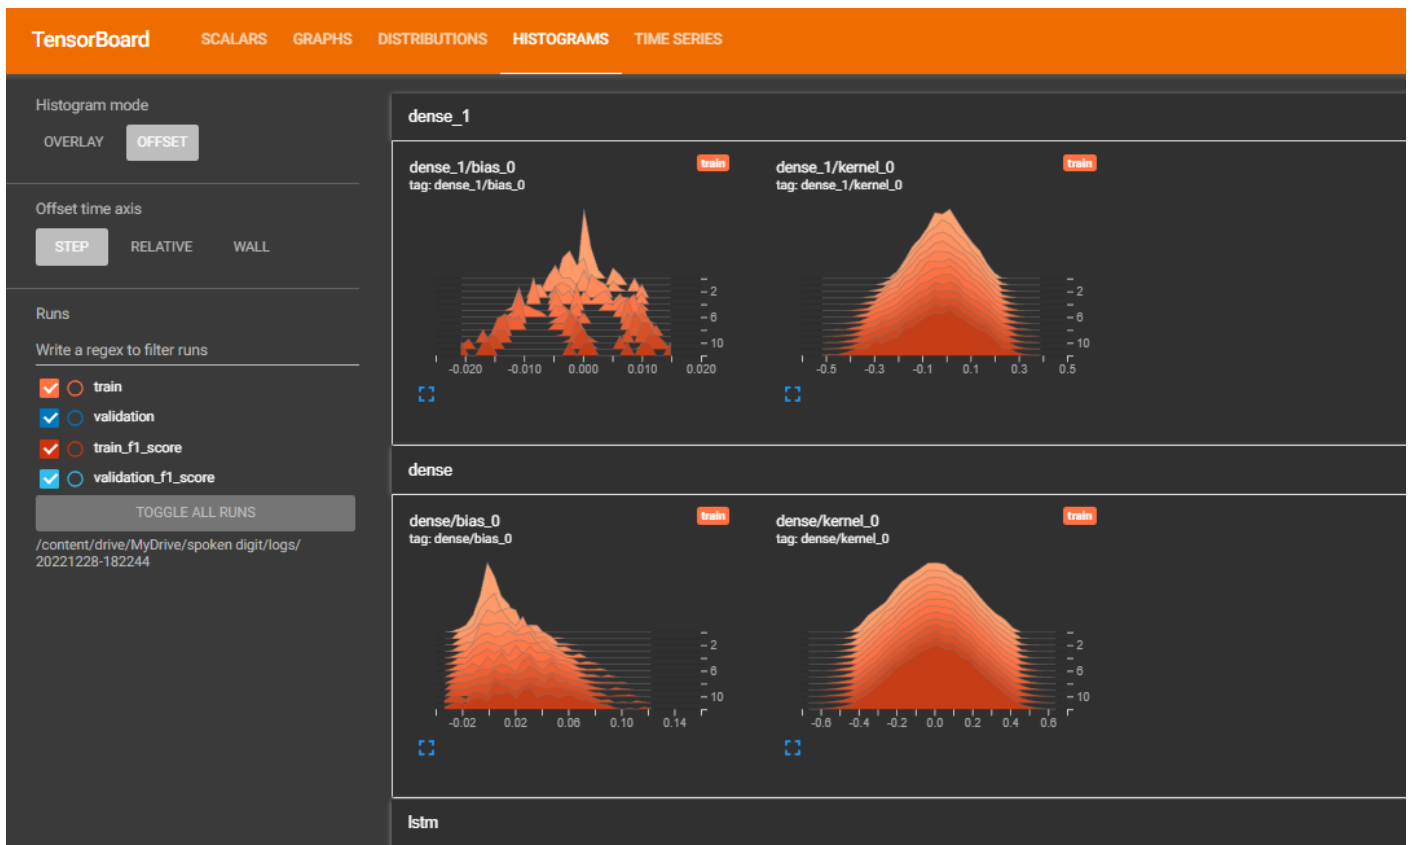 TensorBoard SCALARS GRAPHS DISTRIBUTIONS HISTOGRAMS TIME SERIES
Histogram mode
OVERLAY OFFSET
Offset time axis
STEP RELATIVE WALL
Runs
Write a regex to filter runs
train
validation
train_f1_score
validation_f1_score
TOGGLE ALL RUNS
/content/drive/MyDrive/spoken digit/logs/
20221228-182244
dense_1
dense_1/bias_0 train
tag: dense_1/bias_0
2
6
10
-0.020 -0.010 0.000 0.010 0.020
dense_1/kernel_0 train
tag: dense_1/kernel_0
2
6
10
-0.5 -0.3 -0.1 0.1 0.3 0.5
dense
dense/bias_0 train
tag: dense/bias_0
2
6
10
-0.02 0.02 0.06 0.10 0.14
dense/kernel_0 train
tag: dense/kernel_0
2
6
10
-0.6 -0.4 -0.2 0.0 0.2 0.4 0.6
lstm